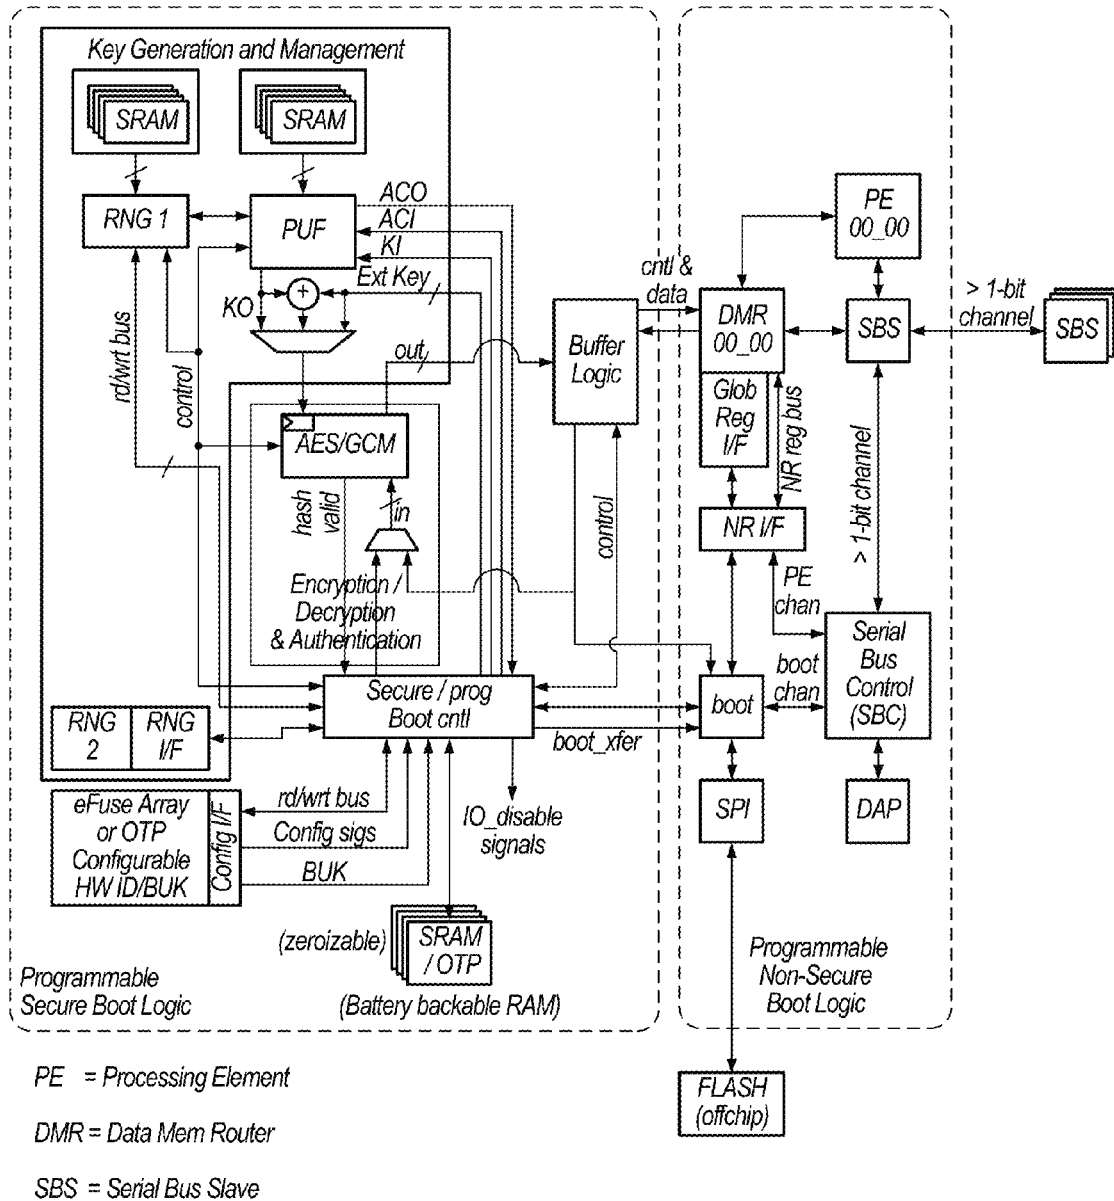 Key Generation and Management
SRAM
SRAM
RNG 1
PUF
ACO
ACI
KI
Ext Key
KO
+
rd/wrt bus
control
out
AES/GCM
hash
valid
in
Encryption /
Decryption
& Authentication
Buffer
Logic
control
cntl &
data
PE
00_00
DMR
00_00
SBS
> 1-bit
channel
SBS
Glob
Reg
I/F
NR reg bus
> 1-bit channel
NR I/F
PE
chan
Serial
Bus
Control
(SBC)
boot
chan
boot
Secure / prog
Boot cntl
boot_xfer
RNG
2
RNG
I/F
SPI
DAP
eFuse Array
or OTP
Configurable
HW ID/BUK
Config I/F
rd/wrt bus
Config sigs
BUK
IO_disable
signals
(zeroizable)
SRAM
/ OTP
(Battery backable RAM)
Programmable
Secure Boot Logic
Programmable
Non-Secure
Boot Logic
FLASH
(offchip)
PE = Processing Element
DMR = Data Mem Router
SBS = Serial Bus Slave